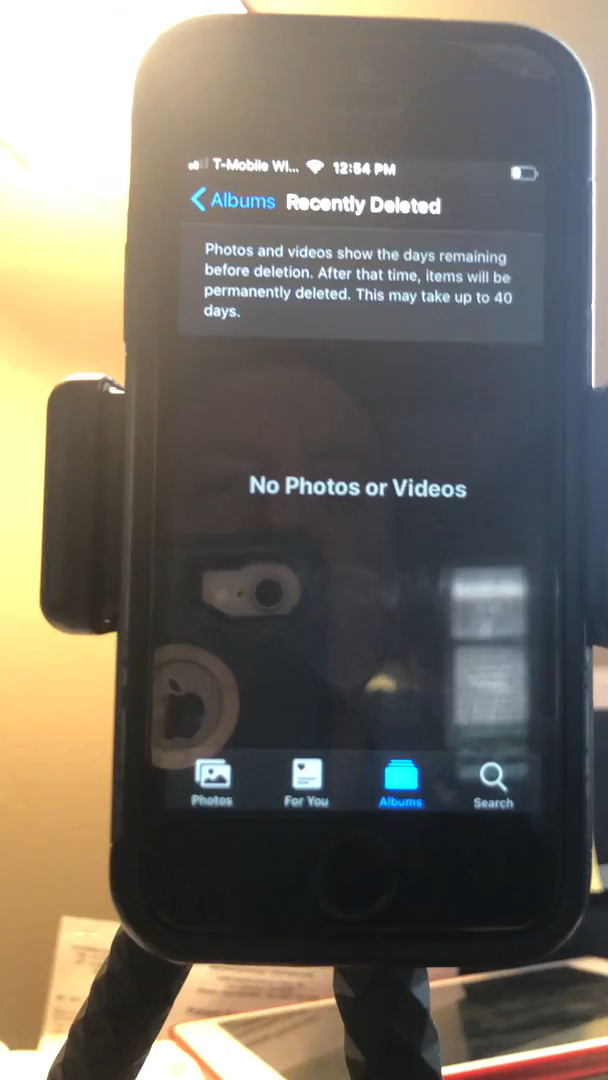 T-Mobile Wi... 12:54 PM
Albums Recently Deleted
Photos and videos show the days remaining
before deletion. After that time, items will be
permanently deleted. This may take up to 40
days.
No Photos or Videos
Photos For You Albums Search